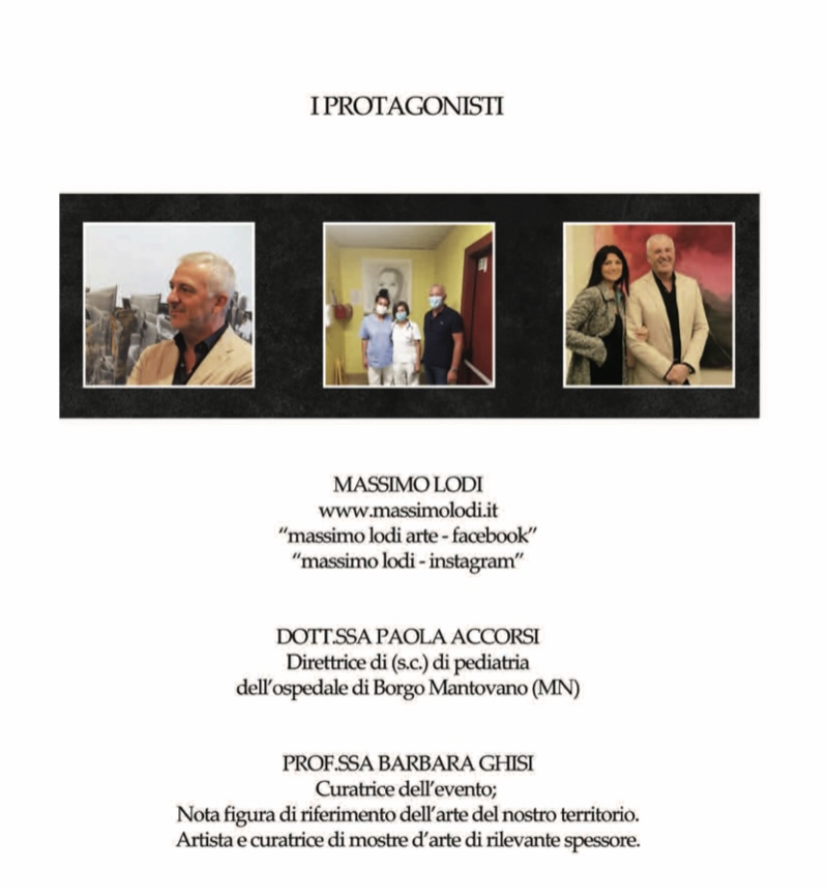 I PROTAGONISTI
MASSIMO LODI
www.massimolodi.it
“massimo lodi arte - facebook”
“massimo lodi - instagram”
DOTT.SSA PAOLA ACCORSI
Direttrice di (s.c.) di pediatria
dell’ospedale di Borgo Mantovano (MN)
PROF.SSA BARBARA GHISI
Curatrice dell’evento;
Nota figura di riferimento dell’arte del nostro territorio.
Artista e curatrice di mostre d’arte di rilevante spessore.